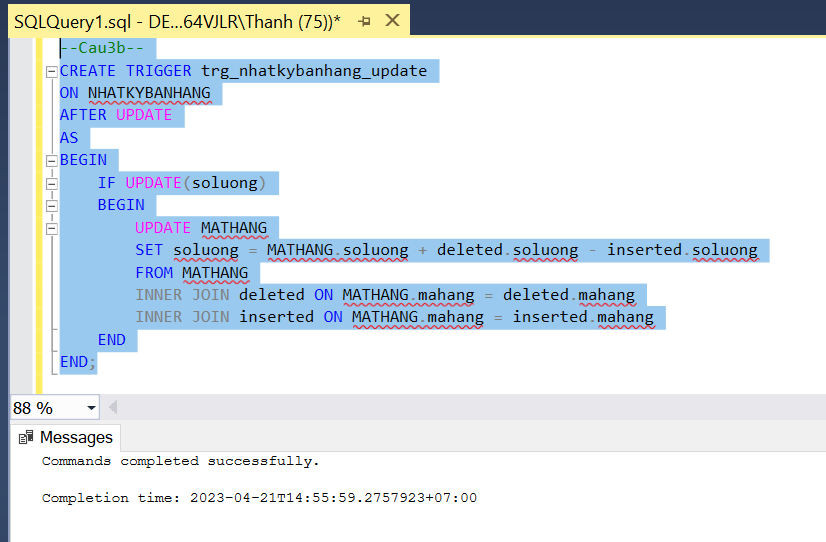 SQLQuery1.sql - DE...64VJLR\Thanh (75))*
--Cau3b--
CREATE TRIGGER trg_nhatkybanhang_update
ON NHATKYBANHANG
AFTER UPDATE
AS
BEGIN
IF UPDATE(soluong)
BEGIN
UPDATE MATHANG
SET soluong = MATHANG.soluong + deleted.soluong - inserted.soluong
FROM MATHANG
INNER JOIN deleted ON MATHANG.mahang = deleted.mahang
INNER JOIN inserted ON MATHANG.mahang = inserted.mahang
END
END;
88 %
Messages
Commands completed successfully.
Completion time: 2023-04-21T14:55:59.2757923+07:00